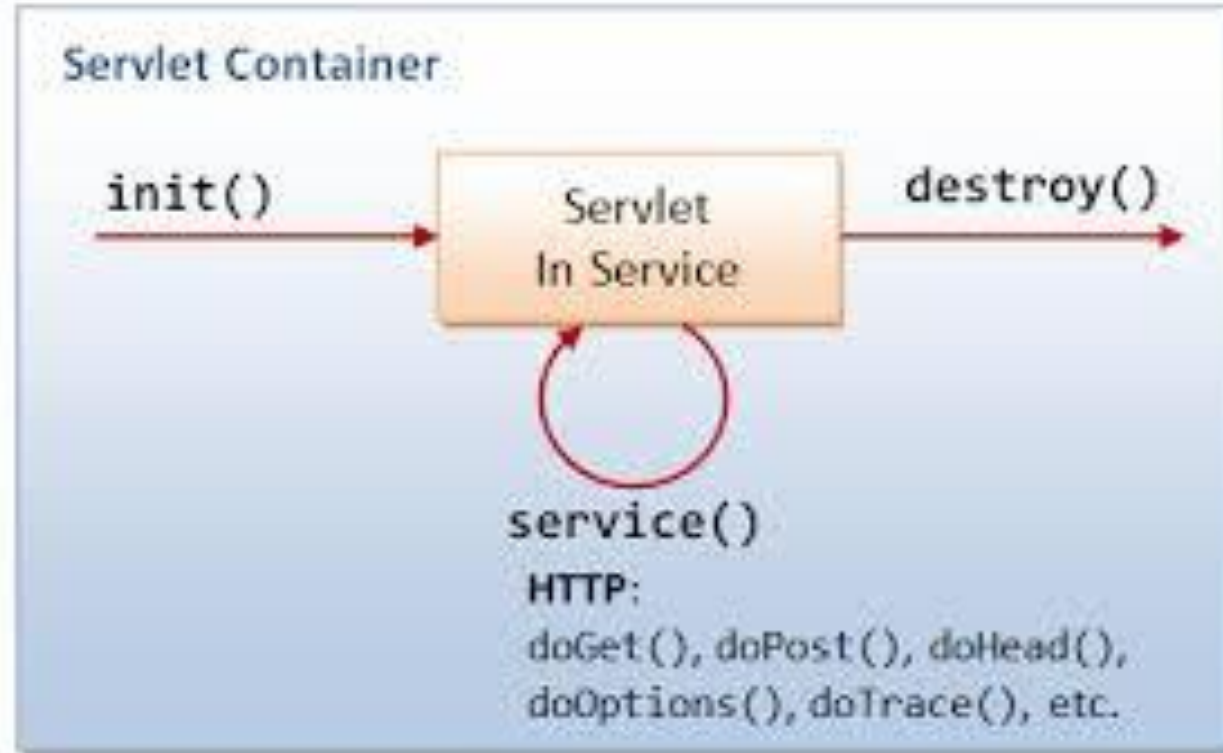 Servlet Container
init()
destroy()
Servlet
In Service
service()
HTTP:
doGet(), doPost(), doHead(),
doOptions(), doTrace(), etc.